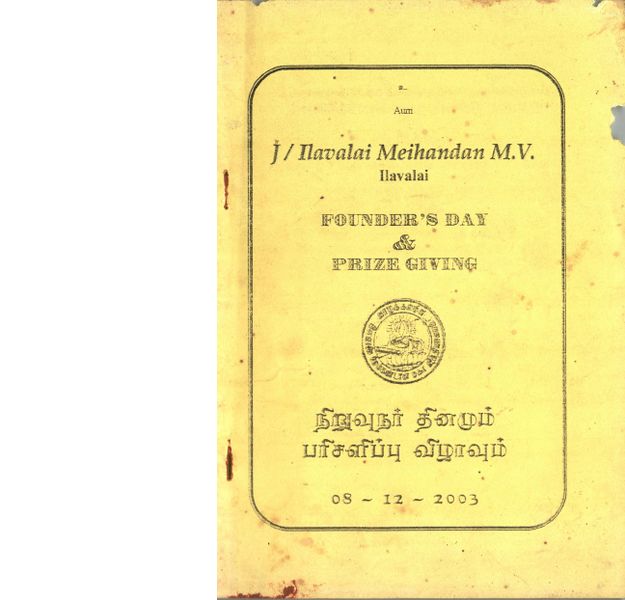 உ
Aum
J / Ilavalai Meihandan M.V.
Ilavalai
FOUNDER'S DAY
&
PRIZE GIVING
நிறுவுநர் தினமும்
பரிசளிப்பு விழாவும்
08 - 12 - 2003